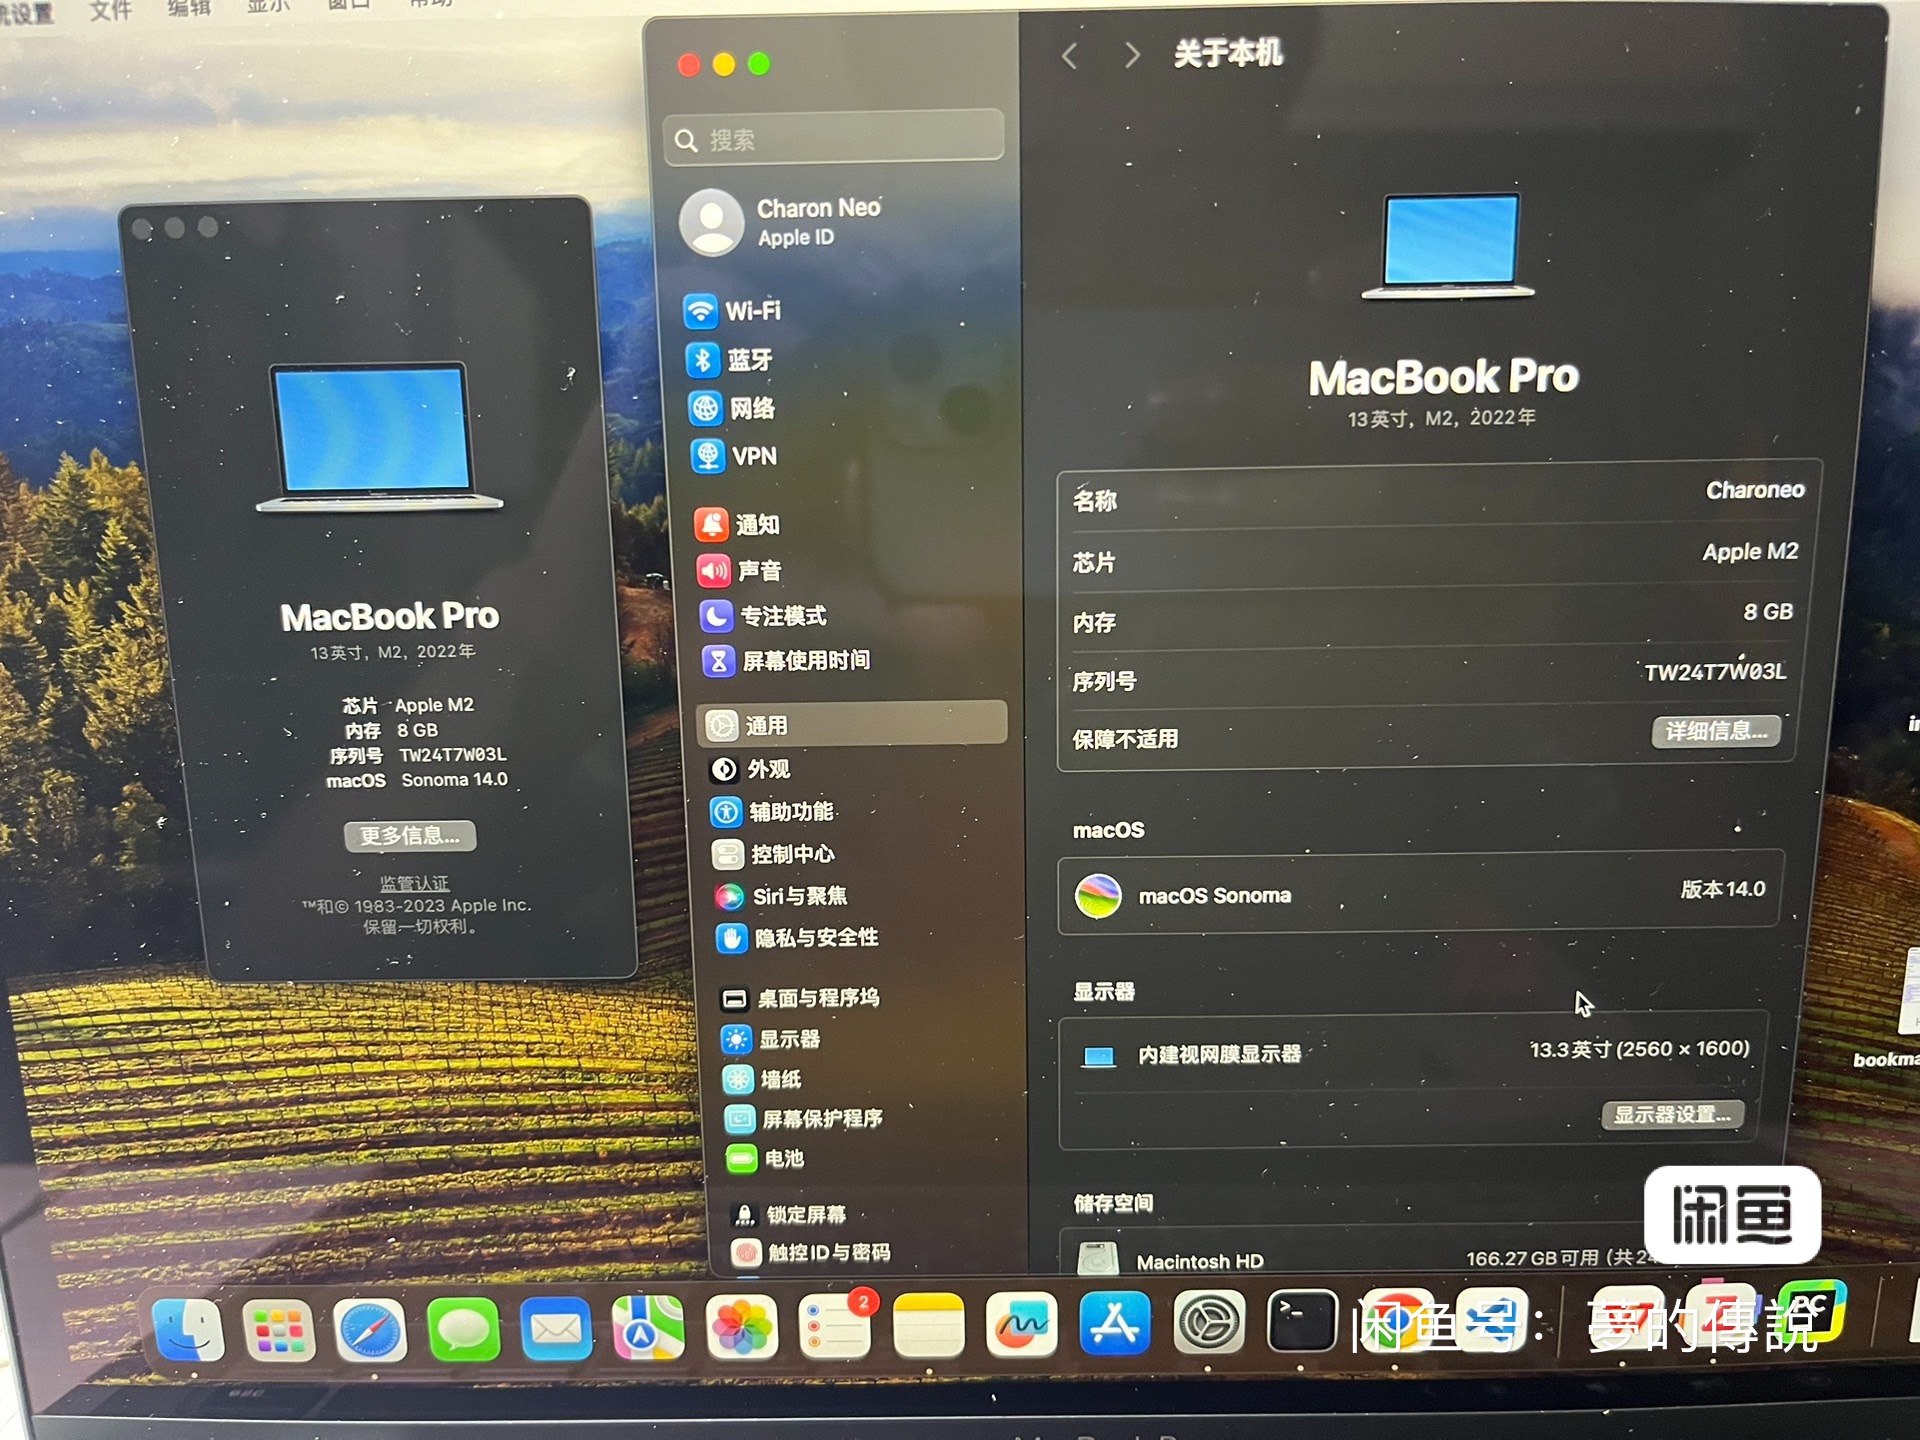 统设置 文件 编辑 显示 窗口 帮助
MacBook Pro
13英寸，M2，2022年
芯片 Apple M2
内存 8 GB
序列号 TW24T7W03L
macOS Sonoma 14.0
更多信息...
监管认证
™和© 1983-2023 Apple Inc.
保留一切权利。
搜索
Charon Neo
Apple ID
Wi-Fi
蓝牙
网络
VPN
通知
声音
专注模式
屏幕使用时间
通用
外观
辅助功能
控制中心
Siri与聚焦
隐私与安全性
桌面与程序坞
显示器
墙纸
屏幕保护程序
电池
锁定屏幕
触控ID与密码
关于本机
MacBook Pro
13英寸，M2，2022年
名称 Charoneo
芯片 Apple M2
内存 8 GB
序列号 TW24T7W03L
保障不适用 详细信息...
macOS
macOS Sonoma 版本14.0
显示器
内建视网膜显示器 13.3英寸 (2560 × 1600)
显示器设置...
储存空间
Macintosh HD 166.27 GB可用（共24
bookma
2
PC
闲鱼
闲鱼号：夢的傳說